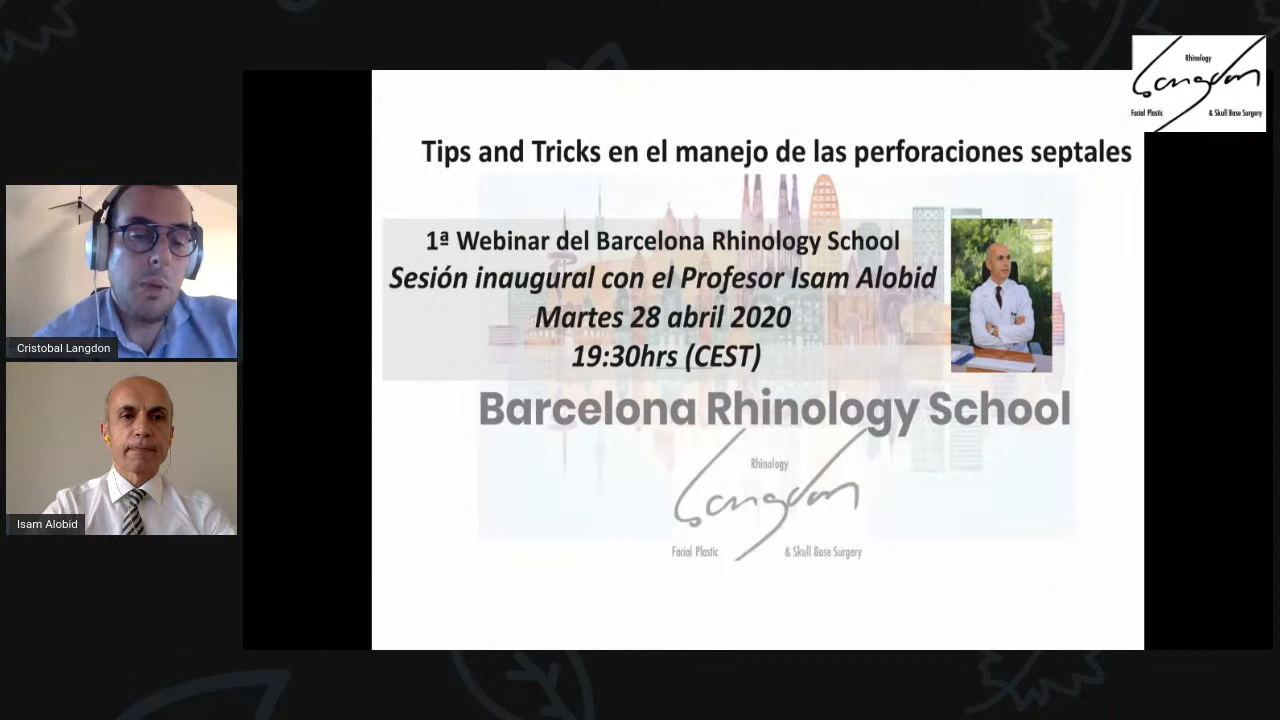 Rhinology
Langdon
Facial Plastic & Skull Base Surgery
Tips and Tricks en el manejo de las perforaciones septales
1ª Webinar del Barcelona Rhinology School
Sesión inaugural con el Profesor Isam Alobid
Martes 28 abril 2020
19:30hrs (CEST)
Barcelona Rhinology School
Rhinology
Langdon
Facial Plastic & Skull Base Surgery
Cristobal Langdon
Isam Alobid